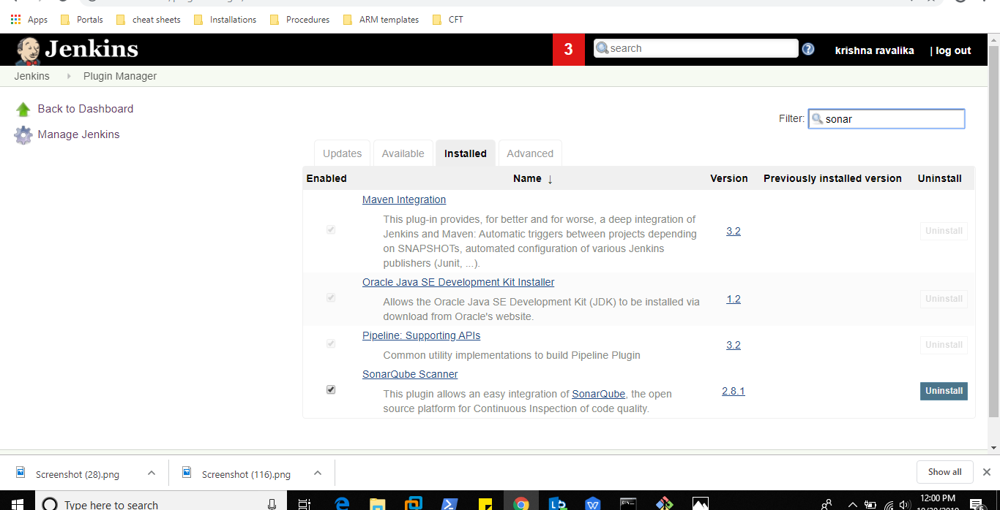 Apps
Portals
cheat sheets
Installations
Procedures
ARM templates
CFT
Jenkins
3
search
krishna ravalika
| log out
Jenkins
Plugin Manager
Back to Dashboard
Manage Jenkins
Filter:
sonar
Updates
Available
Installed
Advanced
Enabled
Name ↓
Version
Previously installed version
Uninstall
Maven Integration
This plug-in provides, for better and for worse, a deep integration of
Jenkins and Maven: Automatic triggers between projects depending
on SNAPSHOTs, automated configuration of various Jenkins
publishers (Junit, ...).
3.2
Uninstall
Oracle Java SE Development Kit Installer
Allows the Oracle Java SE Development Kit (JDK) to be installed via
download from Oracle's website.
1.2
Uninstall
Pipeline: Supporting APIs
Common utility implementations to build Pipeline Plugin
3.2
Uninstall
SonarQube Scanner
This plugin allows an easy integration of SonarQube, the open
source platform for Continuous Inspection of code quality.
2.8.1
Uninstall
Screenshot (28).png
Screenshot (116).png
Show all
Type here to search
12:00 PM